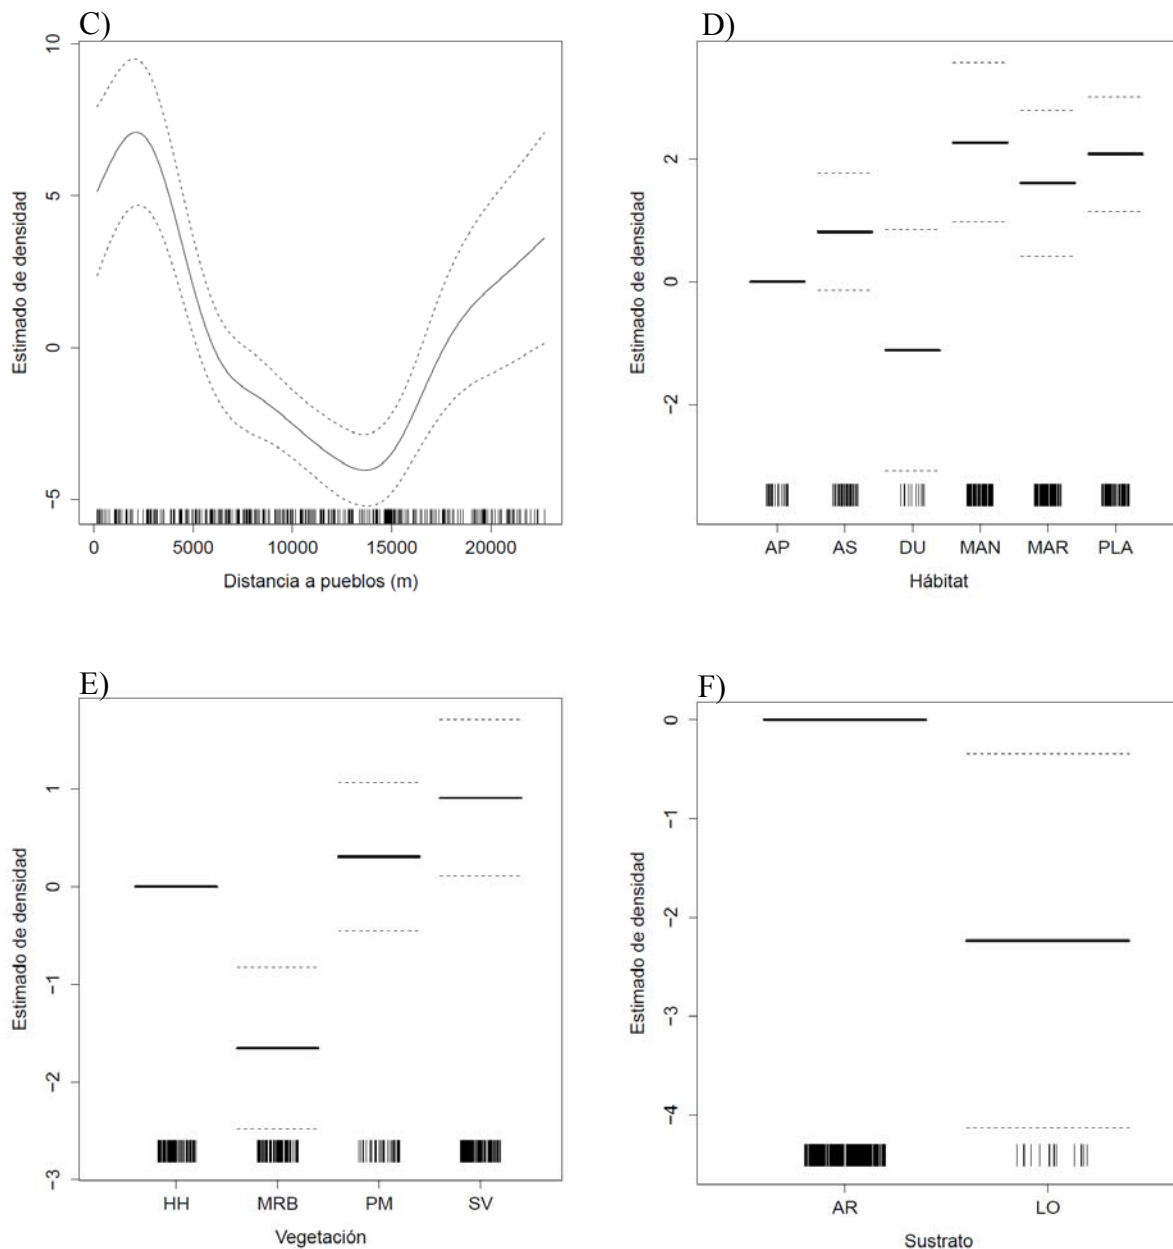 C)
Estimado de densidad
10
5
0
−5
0 5000 10000 15000 20000
Distancia a pueblos (m)
D)
Estimado de densidad
2
0
−2
AP AS DU MAN MAR PLA
Hábitat
E)
Estimado de densidad
1
0
−1
−2
−3
HH MRB PM SV
Vegetación
F)
Estimado de densidad
0
−1
−2
−3
−4
AR LO
Sustrato